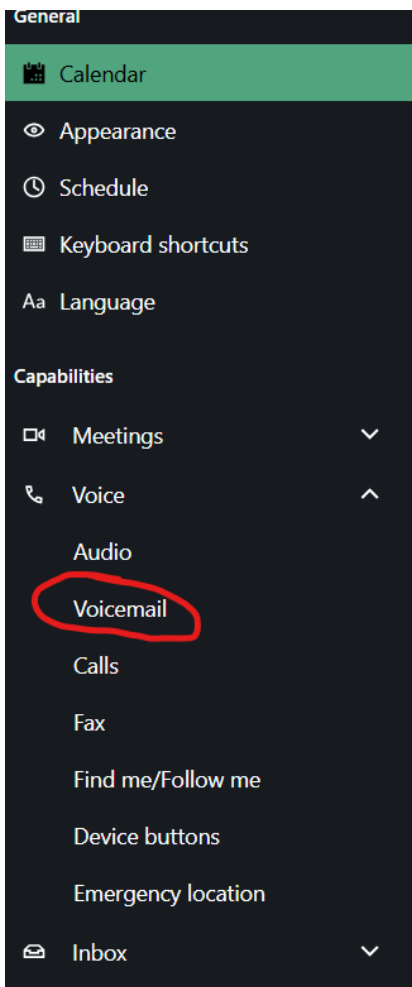 General
Calendar
Appearance
Schedule
Keyboard shortcuts
Aa Language
Capabilities
Meetings
Voice
Audio
Voicemail
Calls
Fax
Find me/Follow me
Device buttons
Emergency location
Inbox